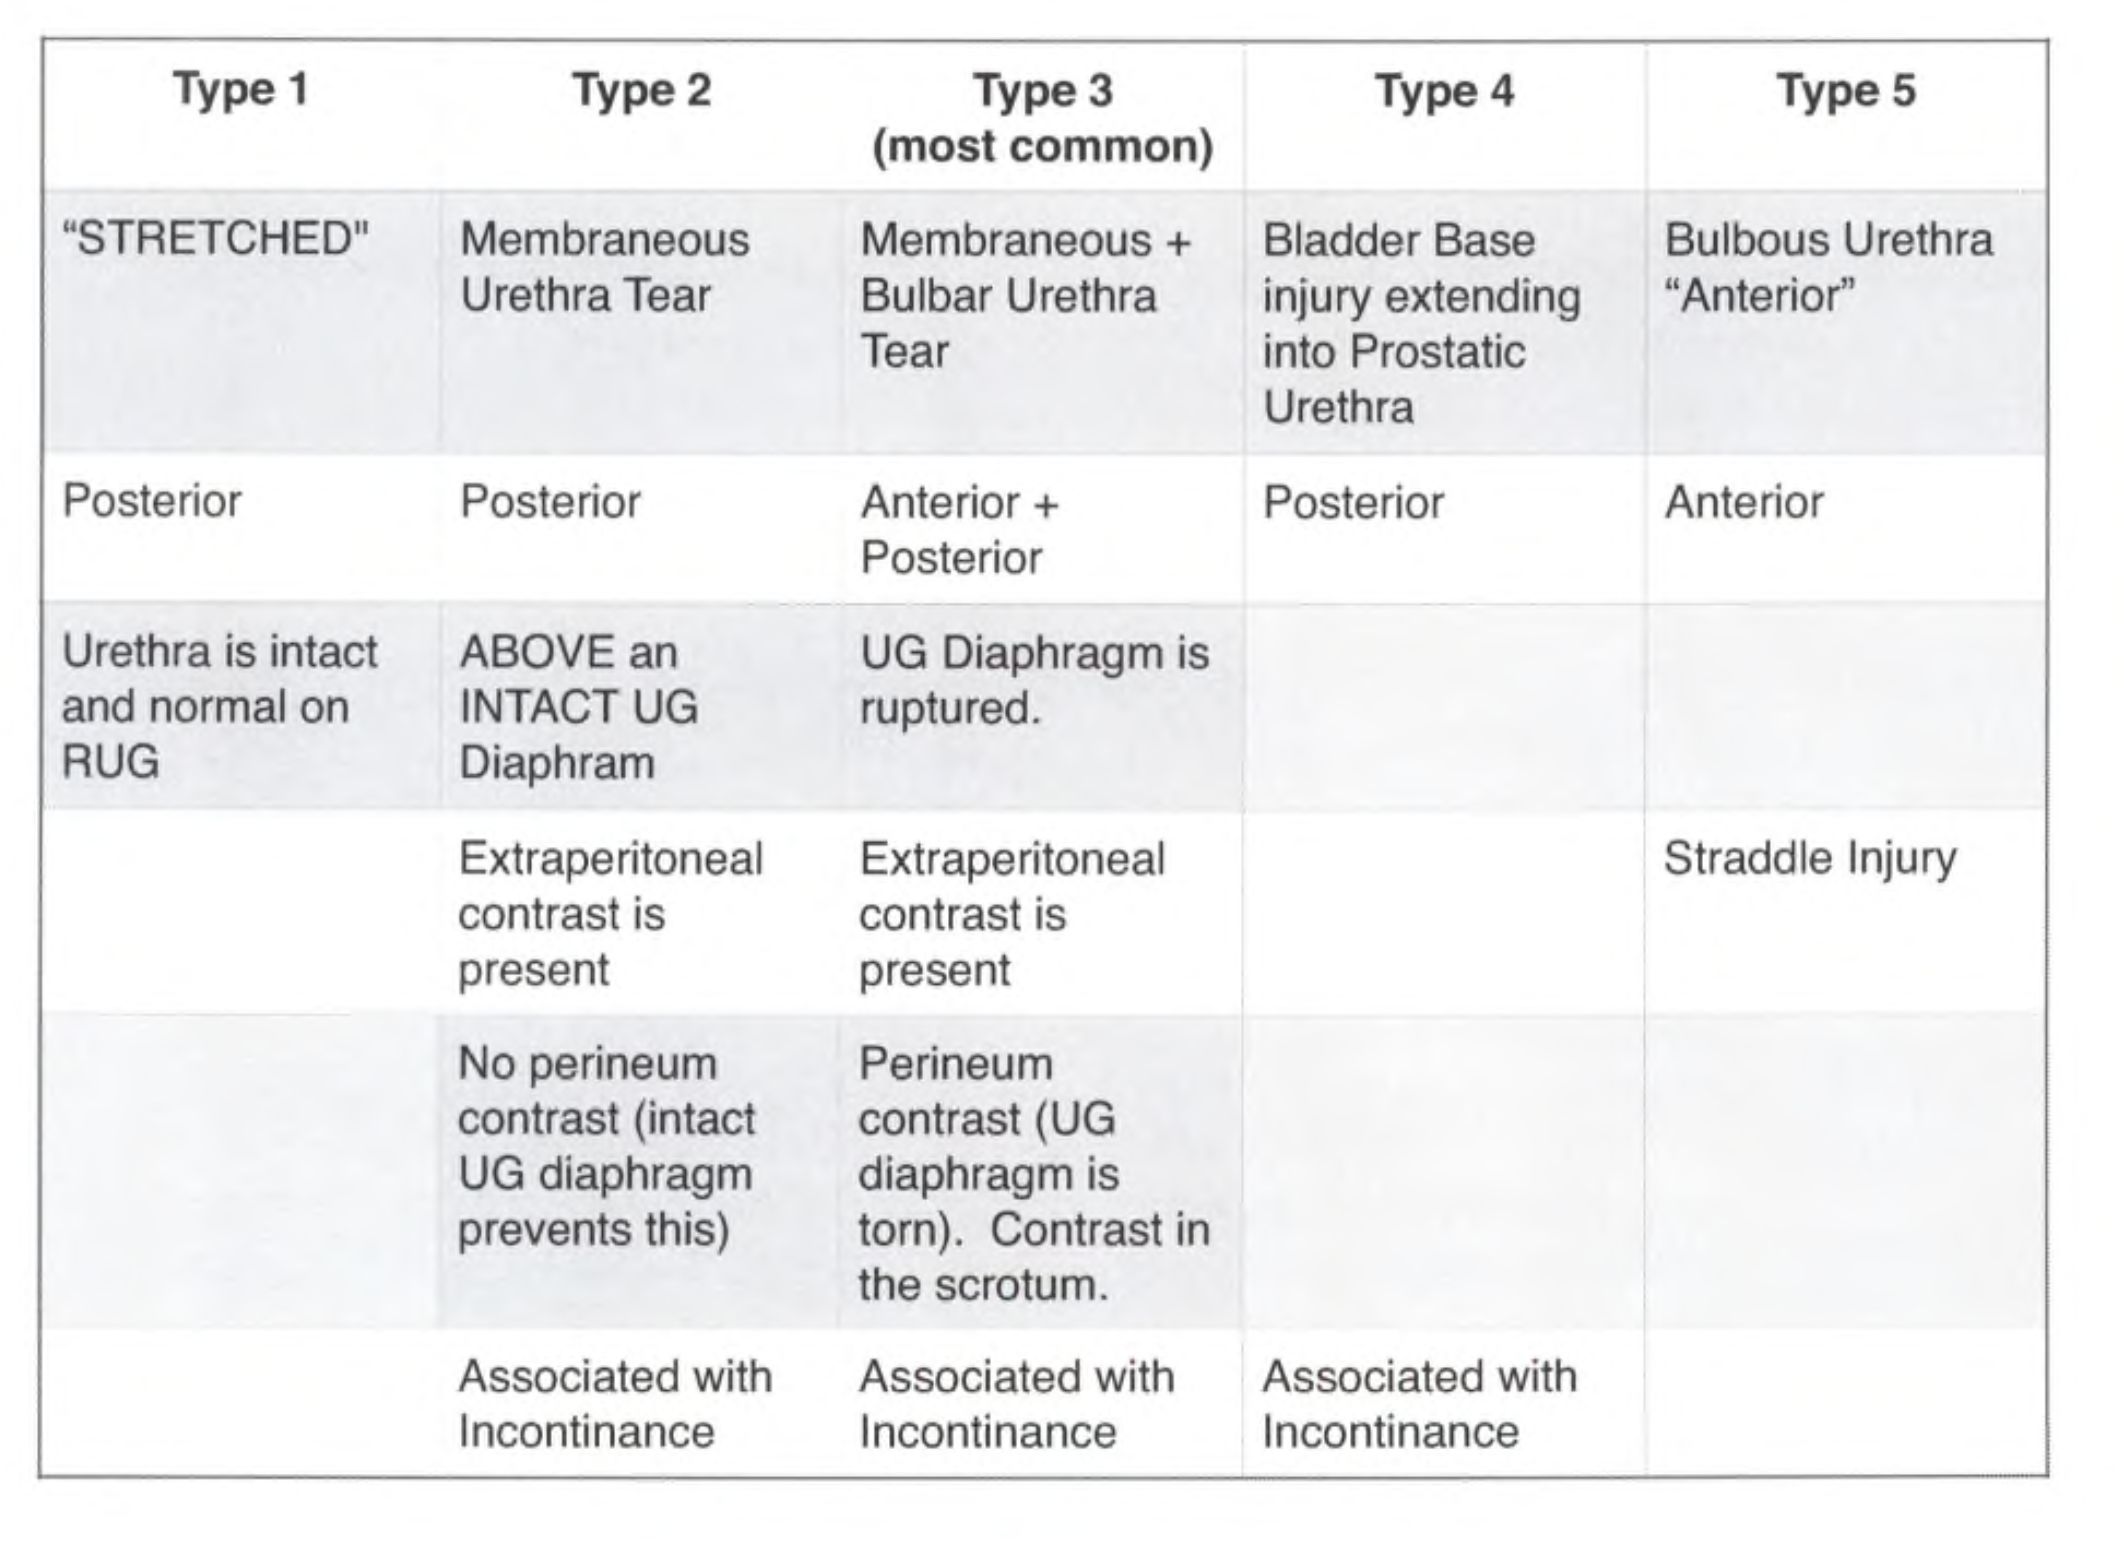 Type 1
Type 2
Type 3
(most common)
Type 4
Type 5
“STRETCHED"
Membraneous
Urethra Tear
Membraneous +
Bulbar Urethra
Tear
Bladder Base
injury extending
into Prostatic
Urethra
Bulbous Urethra
“Anterior”
Posterior
Posterior
Anterior +
Posterior
Posterior
Anterior
Urethra is intact
and normal on
RUG
ABOVE an
INTACT UG
Diaphram
UG Diaphragm is
ruptured.
Extraperitoneal
contrast is
present
Extraperitoneal
contrast is
present
Straddle Injury
No perineum
contrast (intact
UG diaphragm
prevents this)
Perineum
contrast (UG
diaphragm is
torn).  Contrast in
the scrotum.
Associated with
Incontinance
Associated with
Incontinance
Associated with
Incontinance